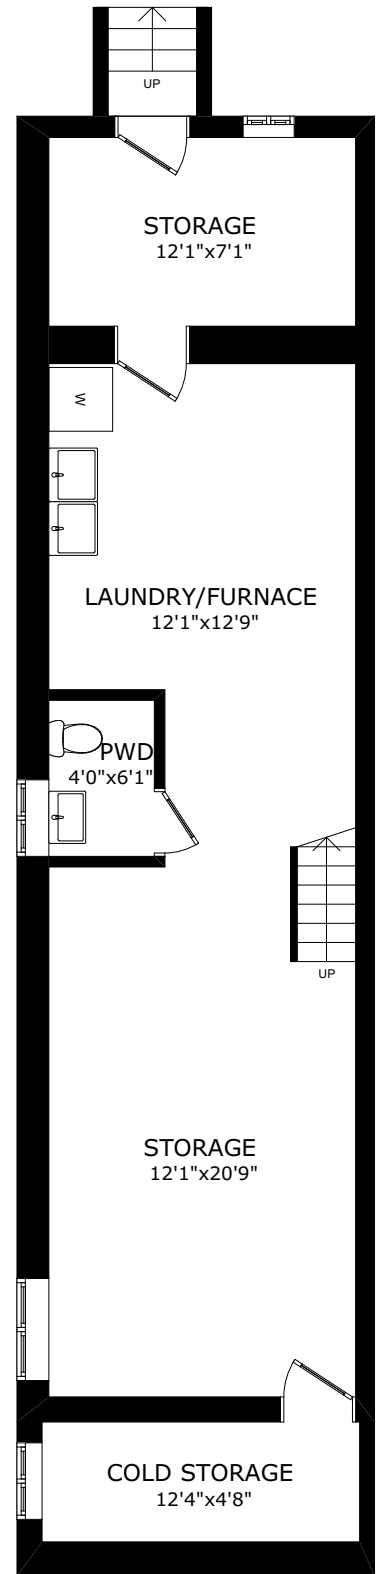 UP
STORAGE
12'1"x7'1"
W
LAUNDRY/FURNACE
12'1"x12'9"
PWD
4'0"x6'1"
UP
STORAGE
12'1"x20'9"
COLD STORAGE
12'4"x4'8"